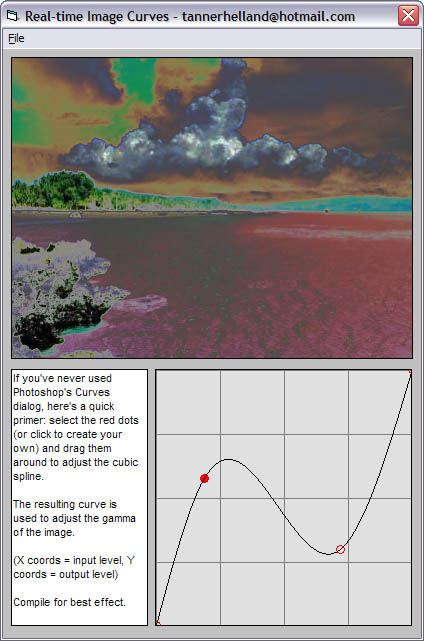 Real-time Image Curves - tannerhelland@hotmail.com
File
If you've never used
Photoshop's Curves
dialog, here's a quick
primer: select the red dots
(or click to create your
own) and drag them
around to adjust the cubic
spline.
The resulting curve is
used to adjust the gamma
of the image.
(X coords = input level, Y
coords = output level)
Compile for best effect.